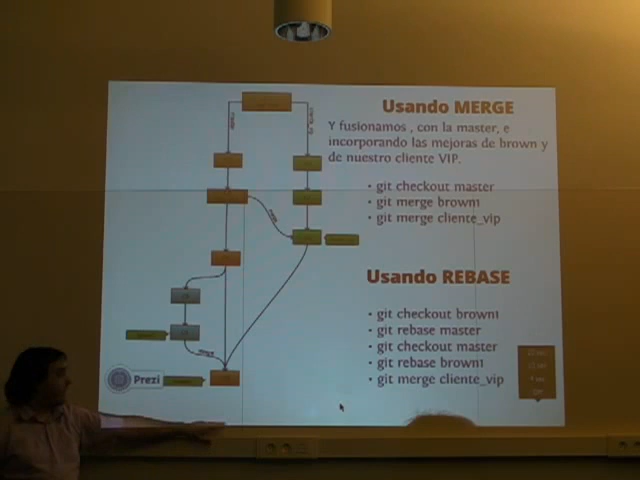 Usando MERGE
Y fusionamos , con la master, e
incorporando las mejoras de brown y
de nuestro cliente VIP.
• git checkout master
• git merge brown1
• git merge cliente_vip
Usando REBASE
• git checkout brown1
• git rebase master
• git checkout master
• git rebase brown1
• git merge cliente_vip
Prezi